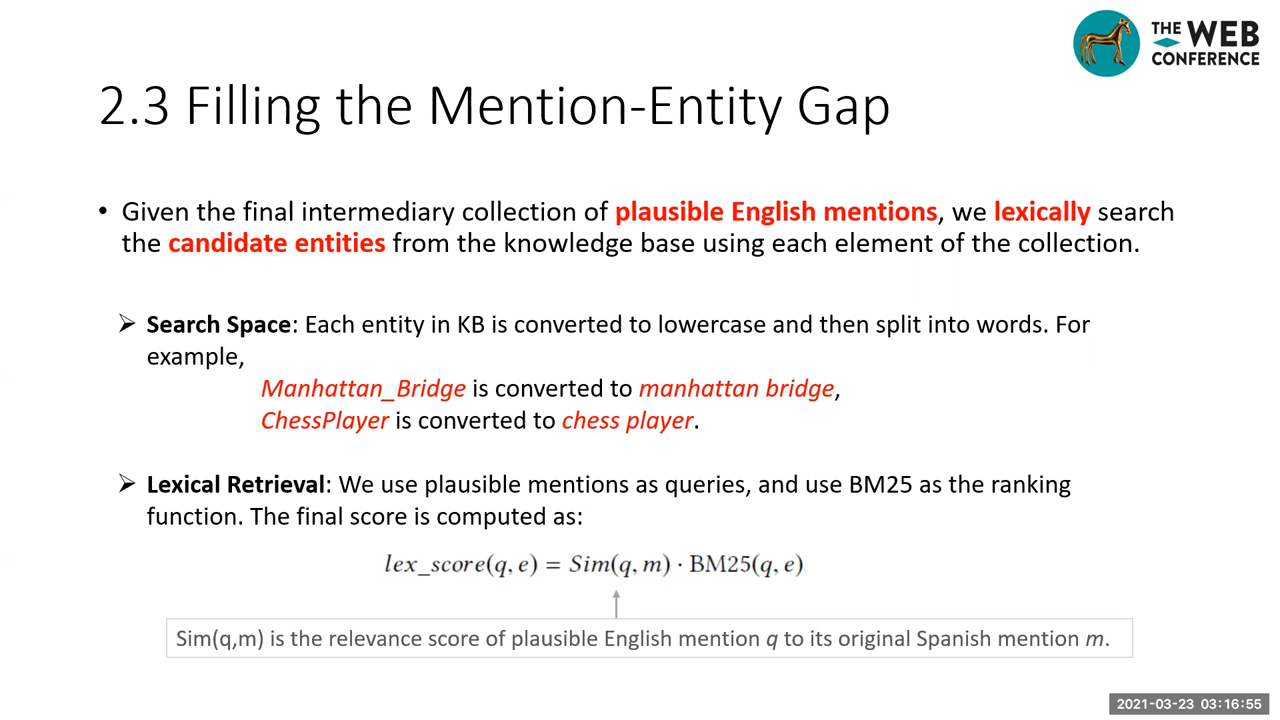 THE WEB CONFERENCE
2.3 Filling the Mention-Entity Gap
• Given the final intermediary collection of plausible English mentions, we lexically search
the candidate entities from the knowledge base using each element of the collection.
➢ Search Space: Each entity in KB is converted to lowercase and then split into words. For
example,
Manhattan_Bridge is converted to manhattan bridge,
ChessPlayer is converted to chess player.
➢ Lexical Retrieval: We use plausible mentions as queries, and use BM25 as the ranking
function. The final score is computed as:
lex_score(q, e) = Sim(q, m) · BM25(q, e)
Sim(q,m) is the relevance score of plausible English mention q to its original Spanish mention m.
2021-03-23 03:16:55